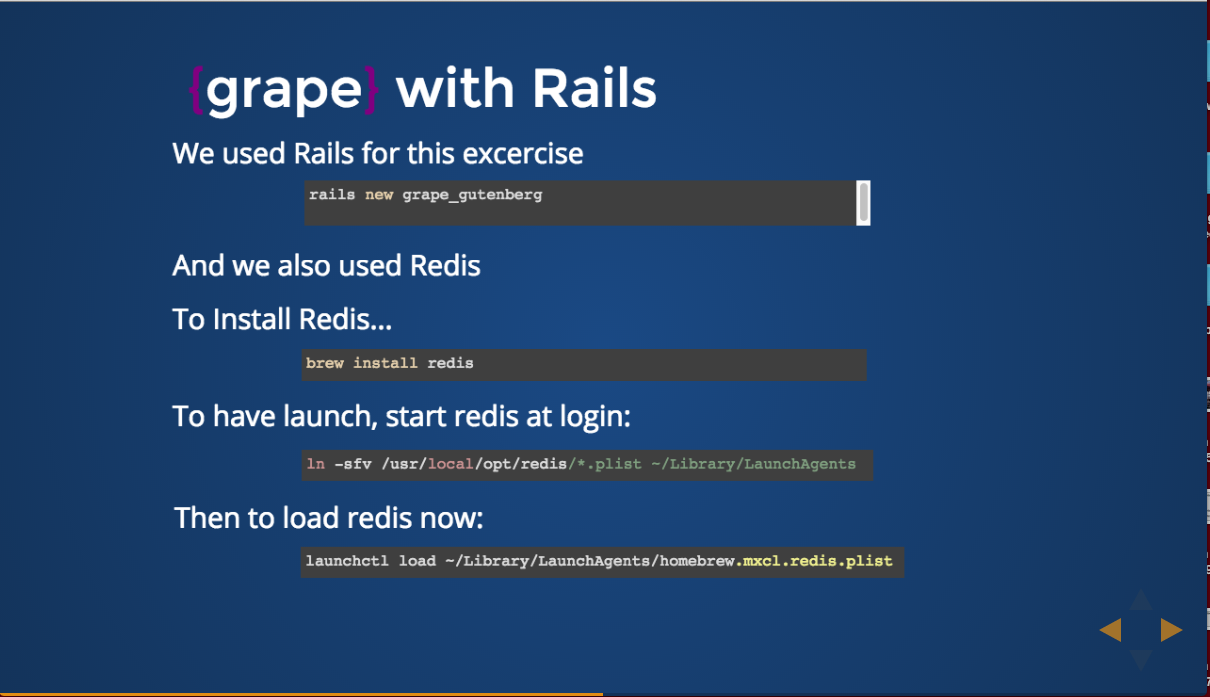 {grape} with Rails
We used Rails for this excercise
rails new grape_gutenberg
And we also used Redis
To Install Redis...
brew install redis
To have launch, start redis at login:
ln -sfv /usr/local/opt/redis/*.plist ~/Library/LaunchAgents
Then to load redis now:
launchctl load ~/Library/LaunchAgents/homebrew.mxcl.redis.plist